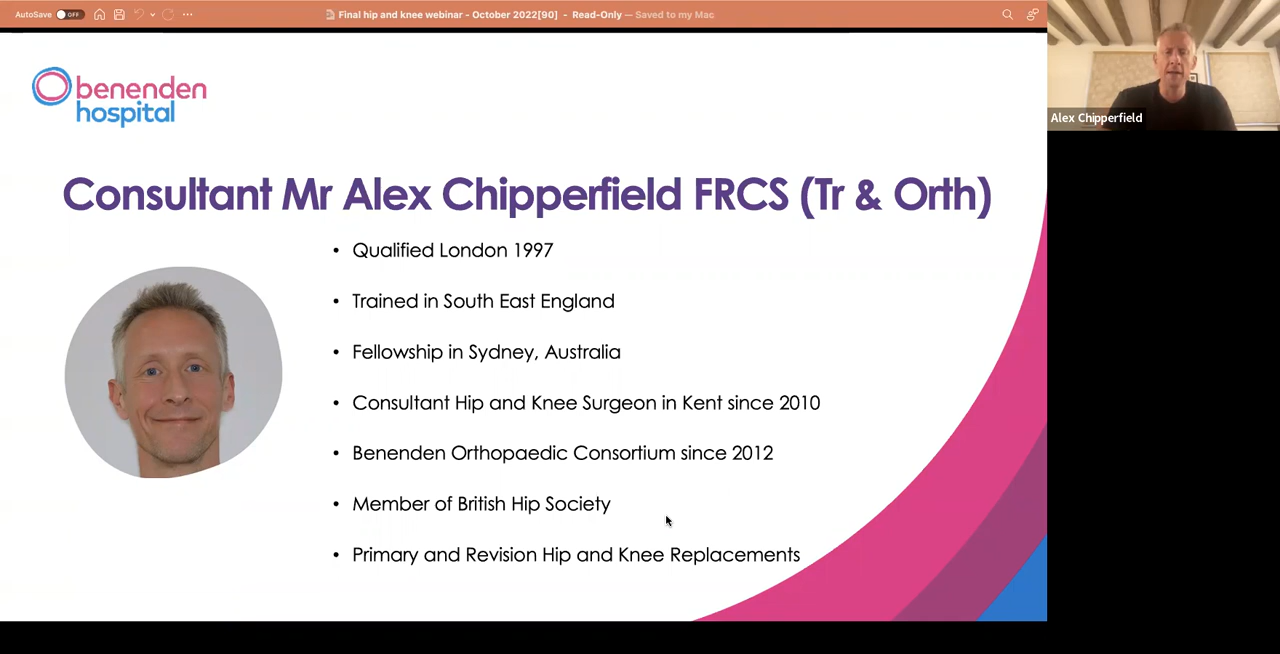 AutoSave OFF
Final hip and knee webinar - October 2022[90] - Read-Only — Saved to my Mac
benenden
hospital
Consultant Mr Alex Chipperfield FRCS (Tr & Orth)
• Qualified London 1997
• Trained in South East England
• Fellowship in Sydney, Australia
• Consultant Hip and Knee Surgeon in Kent since 2010
• Benenden Orthopaedic Consortium since 2012
• Member of British Hip Society
• Primary and Revision Hip and Knee Replacements
Alex Chipperfield